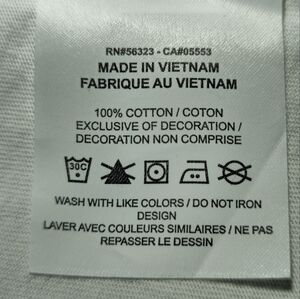 RN#56323 - CA#05553
MADE IN VIETNAM
FABRIQUE AU VIETNAM
100% COTTON / COTON
EXCLUSIVE OF DECORATION /
DECORATION NON COMPRISE
30C
WASH WITH LIKE COLORS / DO NOT IRON
DESIGN
LAVER AVEC COULEURS SIMILAIRES / NE PAS
REPASSER LE DESSIN